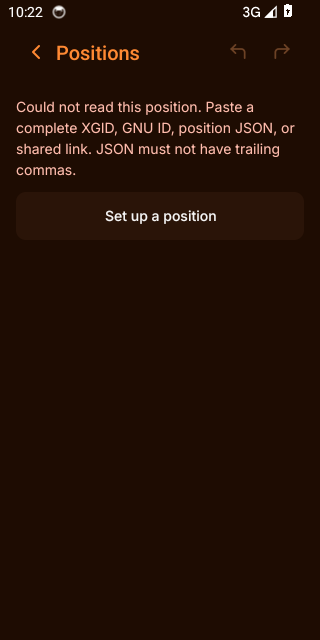 10:22
3G
Positions
Could not read this position. Paste a
complete XGID, GNU ID, position JSON, or
shared link. JSON must not have trailing
commas.
Set up a position